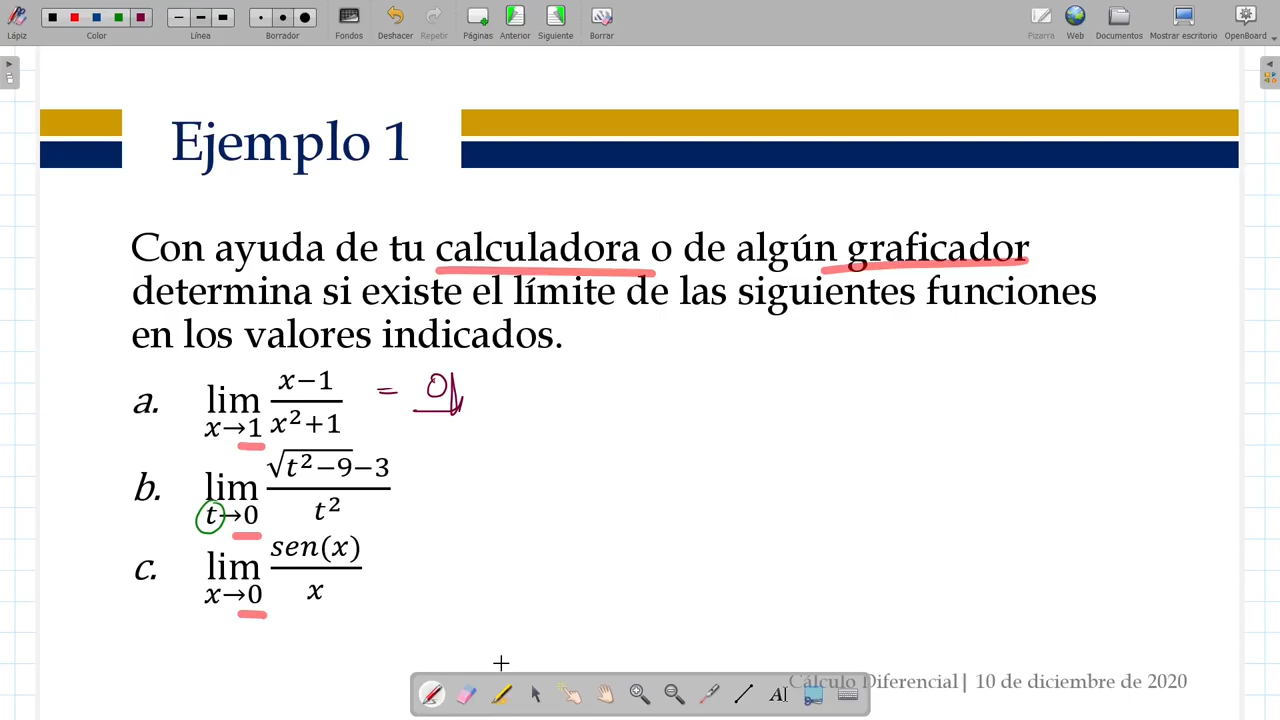 Lápiz Color Línea Borrador Fondos Deshacer Repetir Páginas Anterior Siguiente Borrar Pizarra Web Documentos Mostrar escritorio OpenBoard
Ejemplo 1
Con ayuda de tu calculadora o de algún graficador
determina si existe el límite de las siguientes funciones
en los valores indicados.
a. lim x→1 x−1 / x²+1 = 0
b. lim t→0 √t²−9−3 / t²
c. lim x→0 sen(x) / x
Cálculo Diferencial| 10 de diciembre de 2020